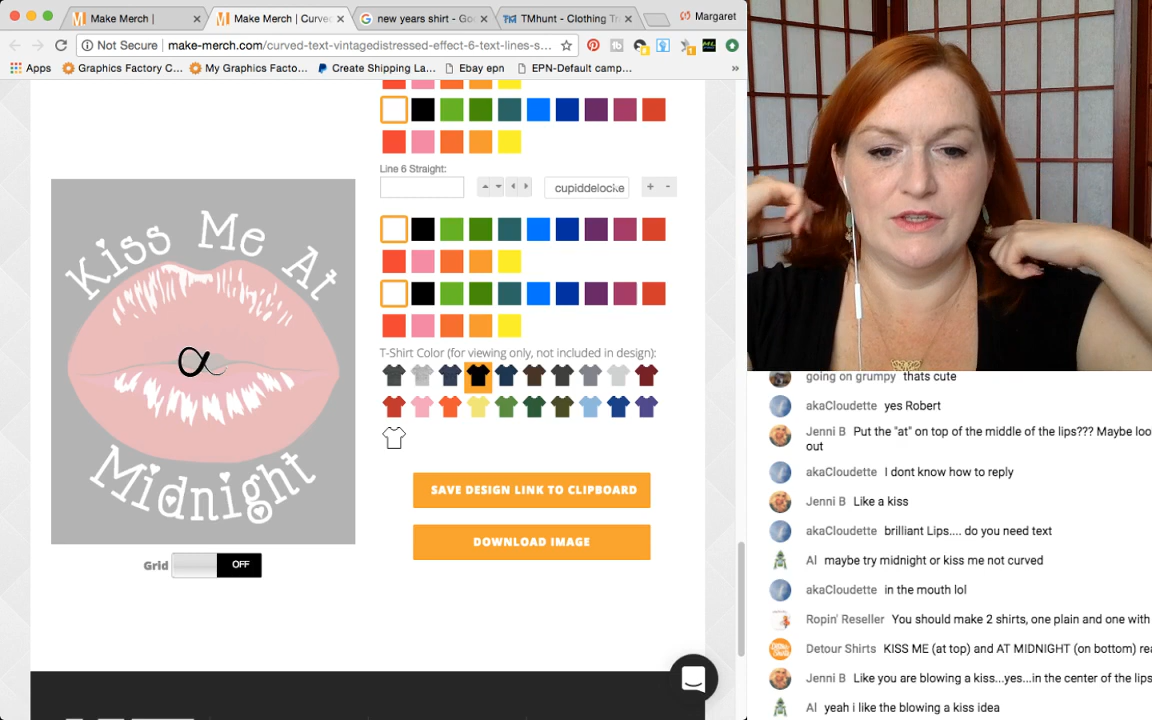 Make Merch |
Make Merch | Curved
new years shirt - Goo
TMhunt - Clothing Tr
Margaret
Not Secure | make-merch.com/curved-text-vintagedistressed-effect-6-text-lines-s...
Apps
Graphics Factory C...
My Graphics Facto...
Create Shipping La...
Ebay epn
EPN-Default camp...
»
Line 6 Straight:
cupiddelocke
+ -
Kiss Me At
Midnight
T-Shirt Color (for viewing only, not included in design):
SAVE DESIGN LINK TO CLIPBOARD
DOWNLOAD IMAGE
Grid
OFF
going on grumpy thats cute
akaCloudette yes Robert
Jenni B Put the "at" on top of the middle of the lips??? Maybe loo
out
akaCloudette I dont know how to reply
Jenni B Like a kiss
akaCloudette brilliant Lips.... do you need text
Al maybe try midnight or kiss me not curved
akaCloudette in the mouth lol
Ropin' Reseller You should make 2 shirts, one plain and one with
Detour Shirts KISS ME (at top) and AT MIDNIGHT (on bottom) rea
Jenni B Like you are blowing a kiss...yes...in the center of the lips
Al yeah i like the blowing a kiss idea